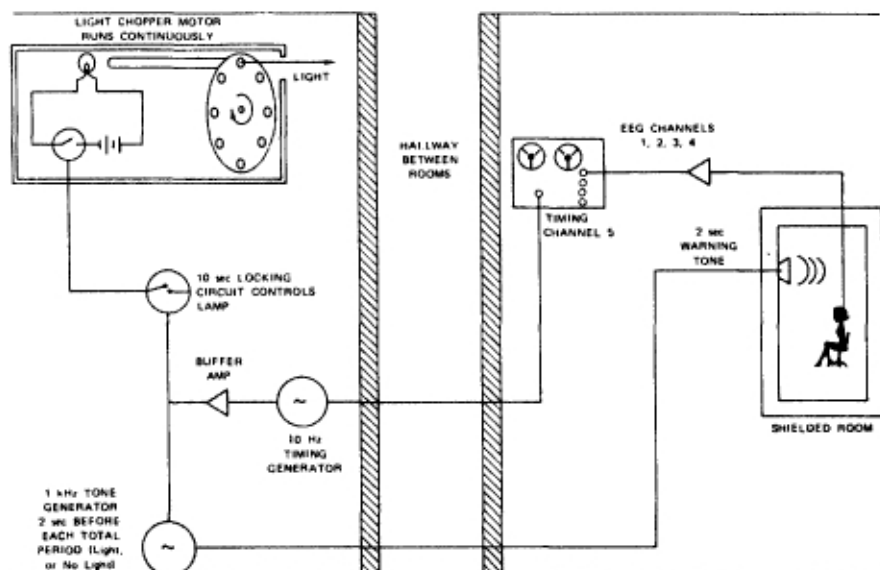 LIGHT CHOPPER MOTOR
RUNS CONTINUOUSLY
LIGHT
HALLWAY
BETWEEN
ROOMS
EEG CHANNELS
1, 2, 3, 4
TIMING
CHANNEL 5
2 sec
WARNING
TONE
10 sec LOCKING
CIRCUIT CONTROLS
LAMP
BUFFER
AMP
10 Hz
TIMING
GENERATOR
SHIELDED ROOM
1 kHz TONE
GENERATOR
2 sec BEFORE
EACH TOTAL
PERIOD (Light,
or No Light)